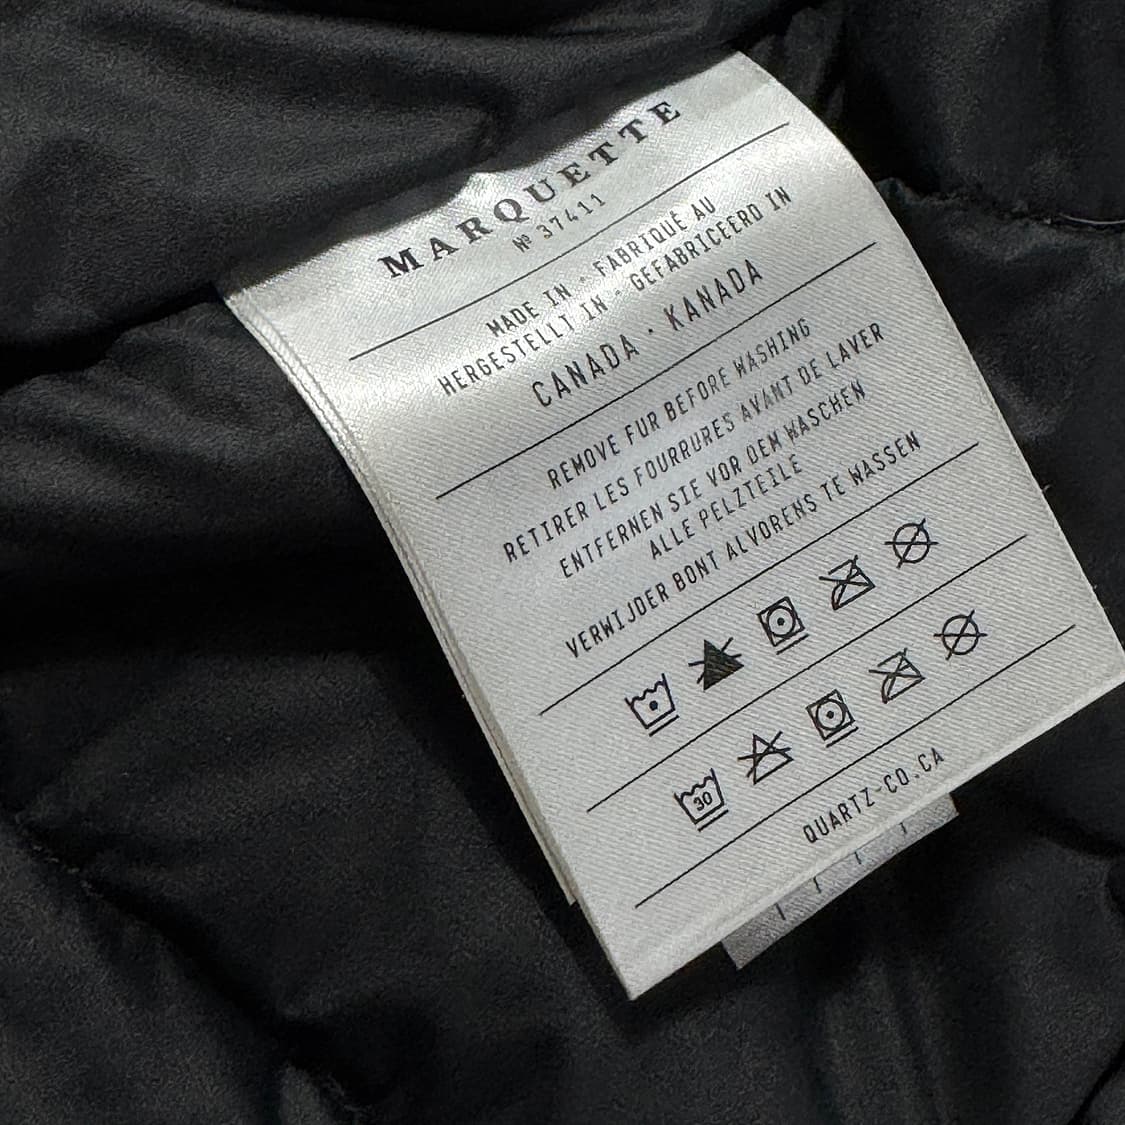 MARQUETTE
Nº 37411
MADE IN · FABRIQUÉ AU
HERGESTELLT IN · GEFABRICEERD IN
CANADA · KANADA
REMOVE FUR BEFORE WASHING
RETIRER LES FOURRURES AVANT DE LAVER
ENTFERNEN SIE VOR DEM WASCHEN
ALLE PELZTEILE
VERWIJDER BONT ALVORENS TE WASSEN
30
QUARTZ-CO.CA